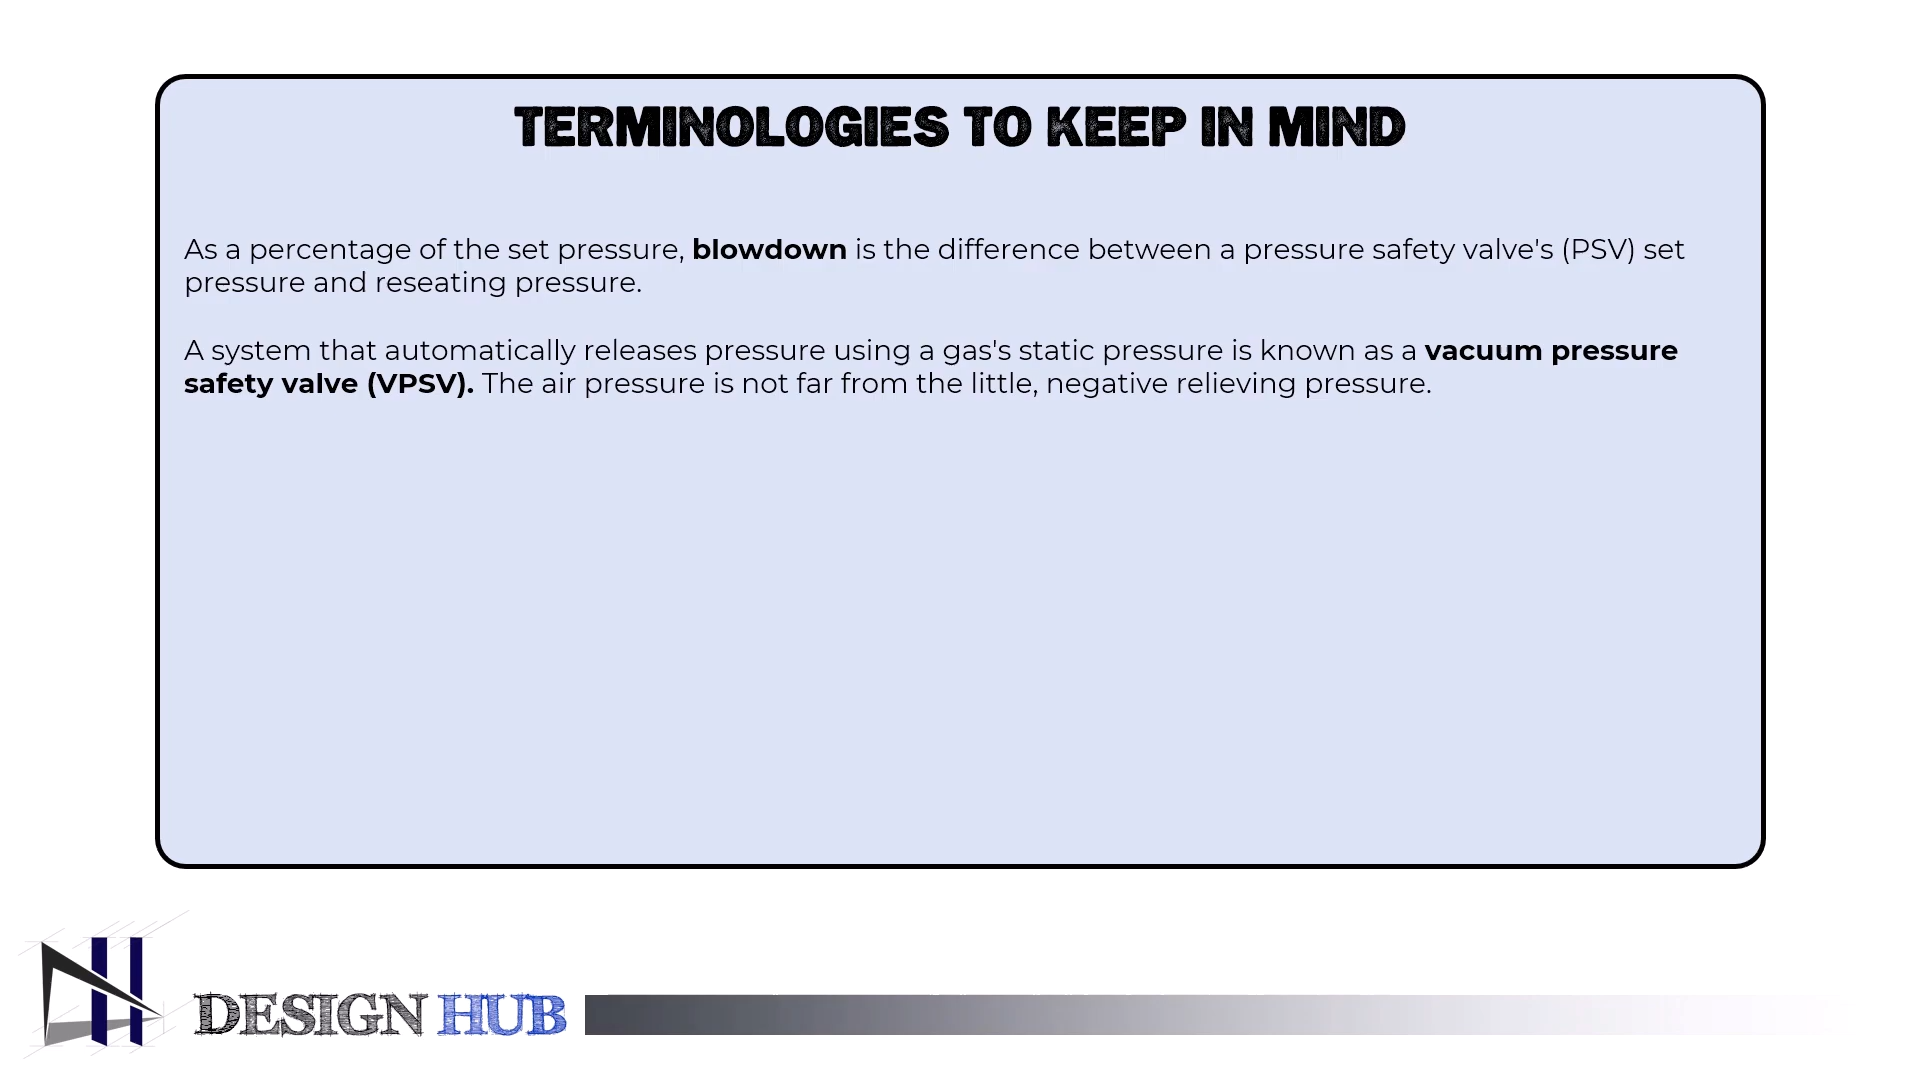 TERMINOLOGIES TO KEEP IN MIND
As a percentage of the set pressure, blowdown is the difference between a pressure safety valve's (PSV) set
pressure and reseating pressure.
A system that automatically releases pressure using a gas's static pressure is known as a vacuum pressure
safety valve (VPSV). The air pressure is not far from the little, negative relieving pressure.
DESIGN HUB